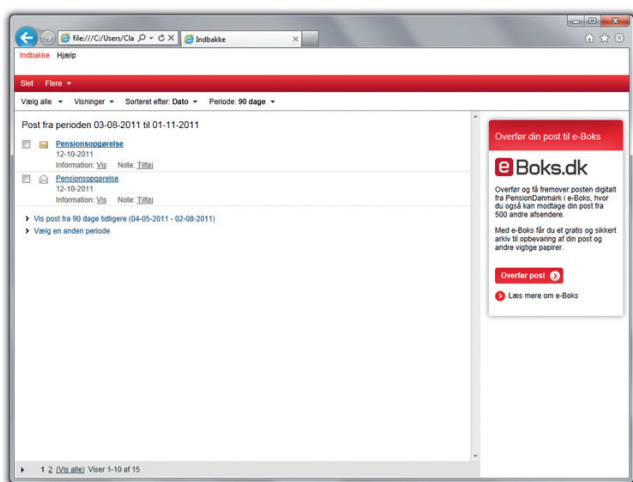 file:///C:/Users/Cla
Indbakke
Indbakke Hjælp
Slet Flere
Vælg alle Visninger Sorteret efter: Dato Periode: 90 dage
Post fra perioden 03-08-2011 til 01-11-2011
Pensionsopgørelse
12-10-2011
Information: Vis Note: Tilføj
Pensionsopgørelse
12-10-2011
Information: Vis Note: Tilføj
Vis post fra 90 dage tidligere (04-05-2011 - 02-08-2011)
Vælg en anden periode
1 2 (Vis alle) Viser 1-10 af 15
Overfør din post til e-Boks
e Boks.dk
Overfør og få fremover posten digitalt
fra PensionDanmark i e-Boks, hvor
du også kan modtage din post fra
500 andre afsendere.
Med e-Boks får du et gratis og sikkert
arkiv til opbevaring af din post og
andre vigtige papirer.
Overfør post
Læs mere om e-Boks